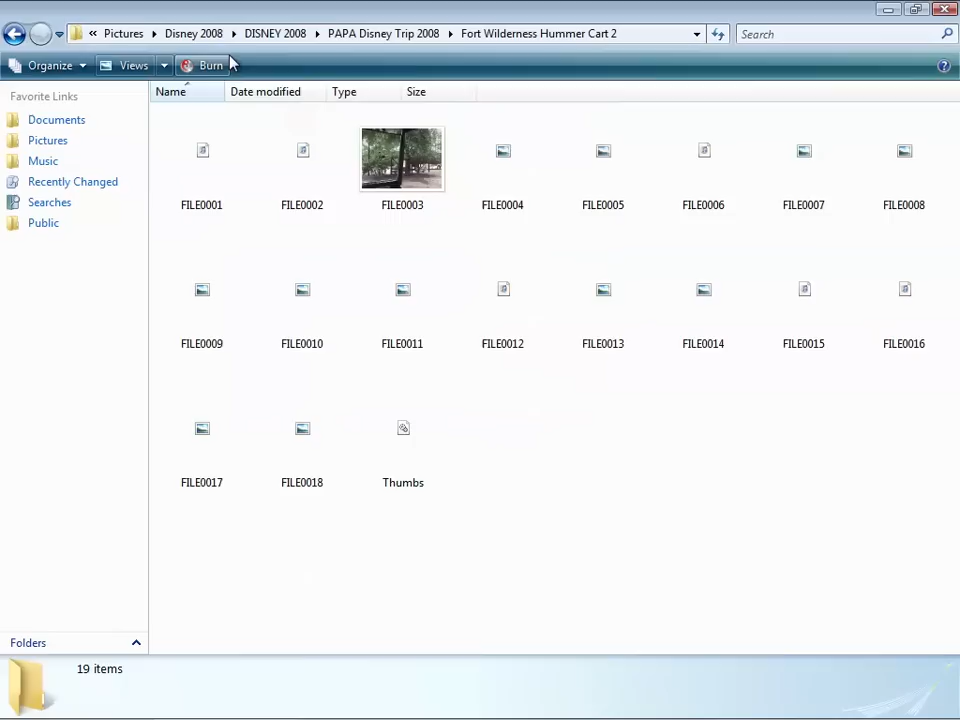 « Pictures Disney 2008 DISNEY 2008 PAPA Disney Trip 2008 Fort Wilderness Hummer Cart 2 Search
Organize Views Burn
Favorite Links
Documents
Pictures
Music
Recently Changed
Searches
Public
Folders
Name Date modified Type Size
FILE0001 FILE0002 FILE0003 FILE0004 FILE0005 FILE0006 FILE0007 FILE0008
FILE0009 FILE0010 FILE0011 FILE0012 FILE0013 FILE0014 FILE0015 FILE0016
FILE0017 FILE0018 Thumbs
19 items